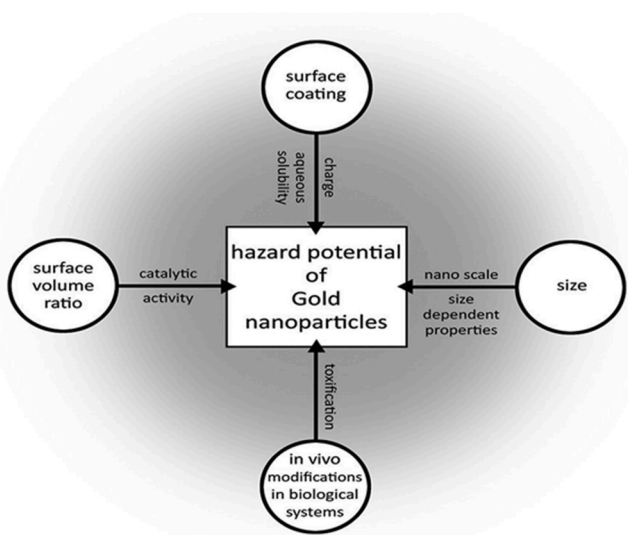 surface
coating
charge
aqueous
solubility
surface
volume
ratio
catalytic
activity
hazard potential
of
Gold
nanoparticles
nano scale
size
dependent
properties
size
toxification
in vivo
modifications
in biological
systems